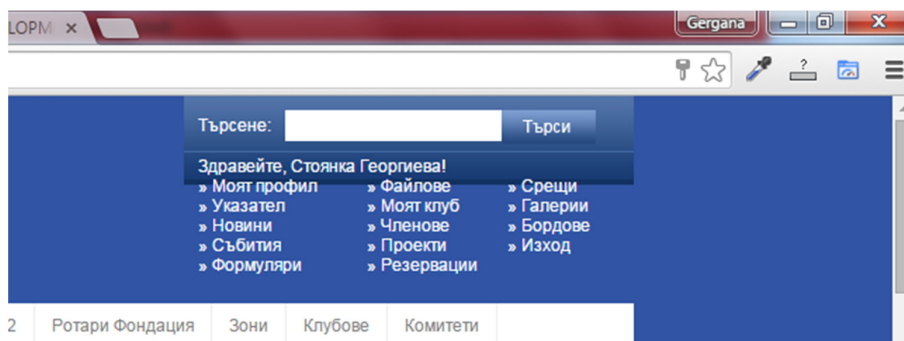 LOPM
Gergana
?
Търсене:
Търси
Здравейте, Стоянка Георгиева!
» Моят профил » Файлове » Срещи
» Указател » Моят клуб » Галерии
» Новини » Членове » Бордове
» Събития » Проекти » Изход
» Формуляри » Резервации
2 Ротари Фондация Зони Клубове Комитети